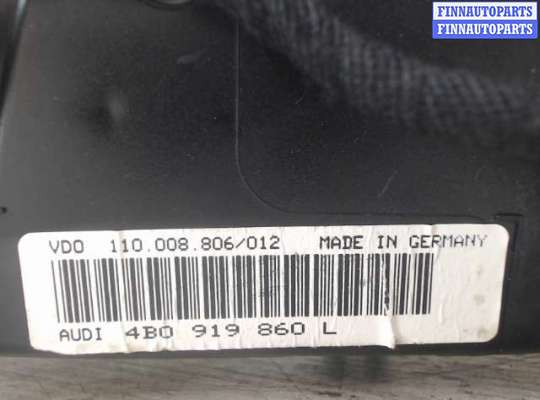 FINNAUTOPARTS
FINNAUTOPARTS
VDO 110.008.806/012 MADE IN GERMANY
AUDI 4B0 919 860 L